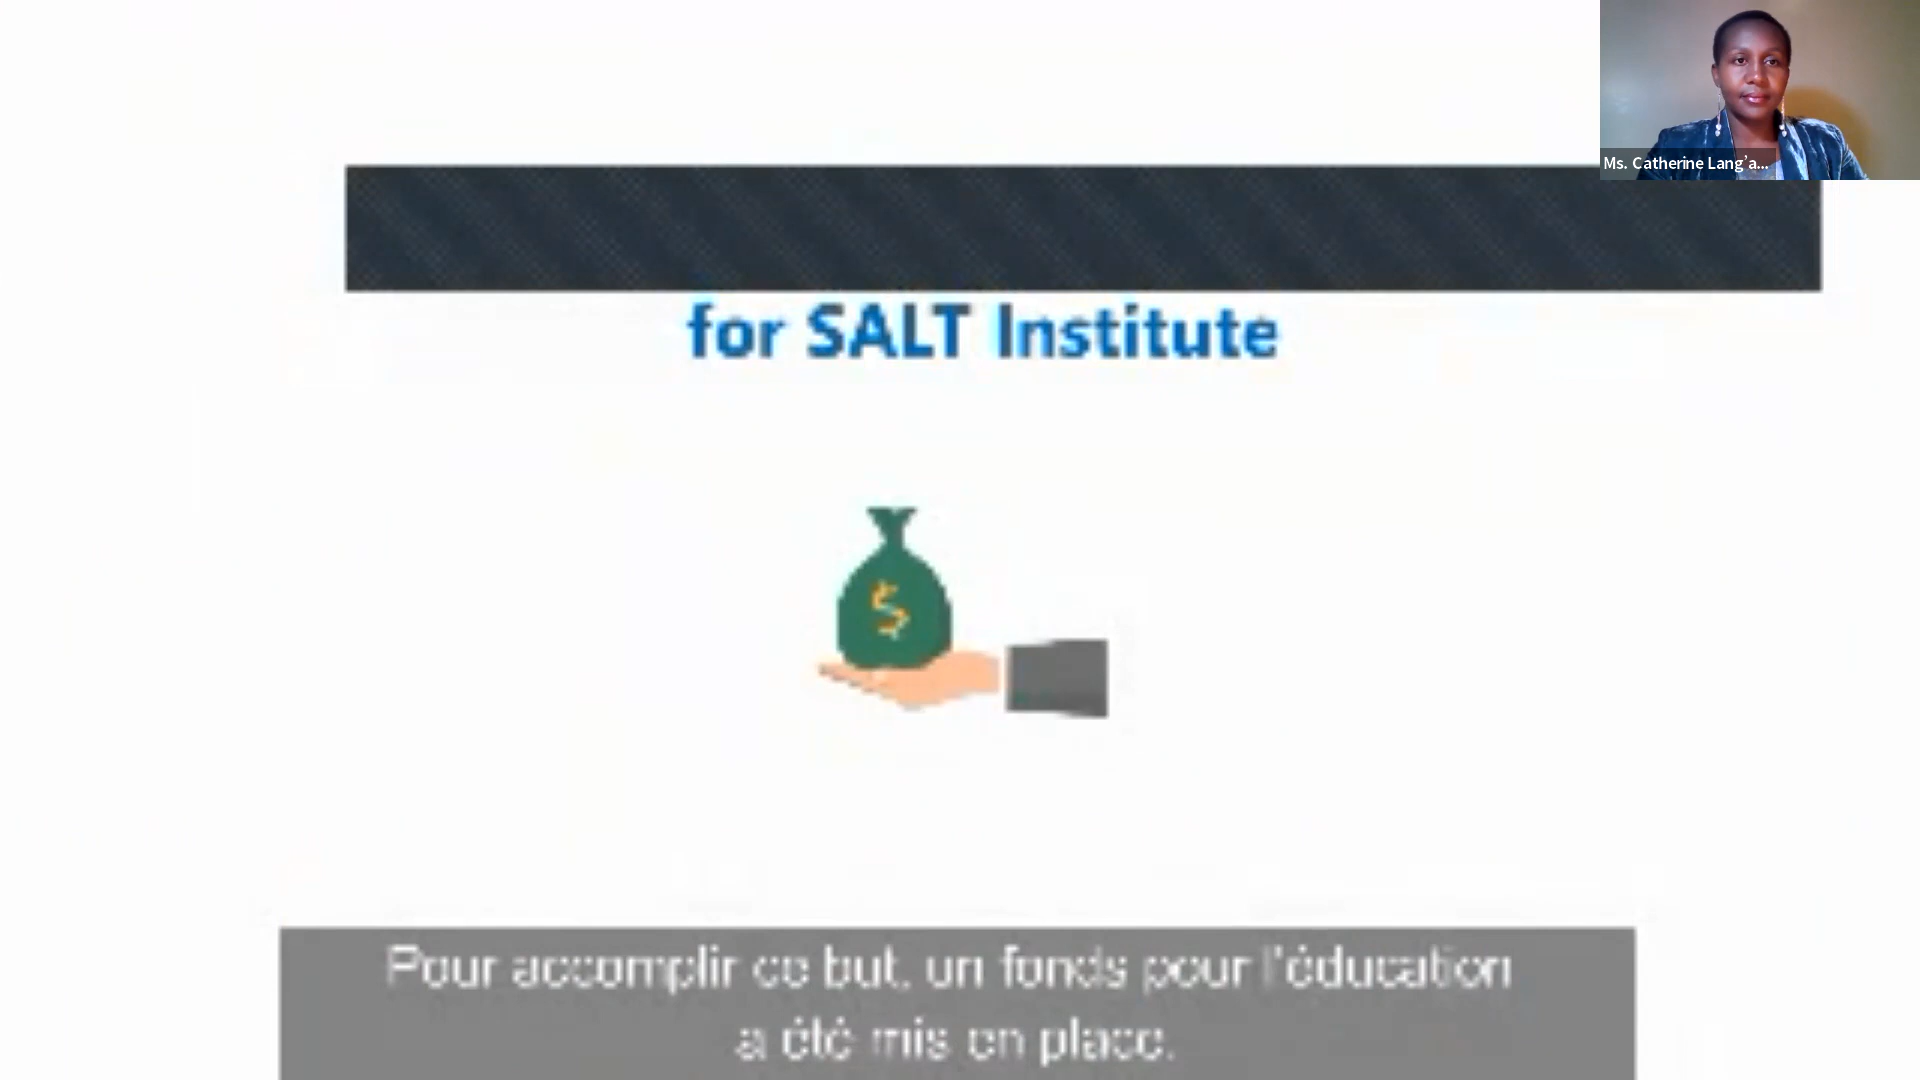 Ms. Catherine Lang'a...
for SALT Institute
$
Pour accomplir ce but, un fonds pour l'éducation
a été mis en place.